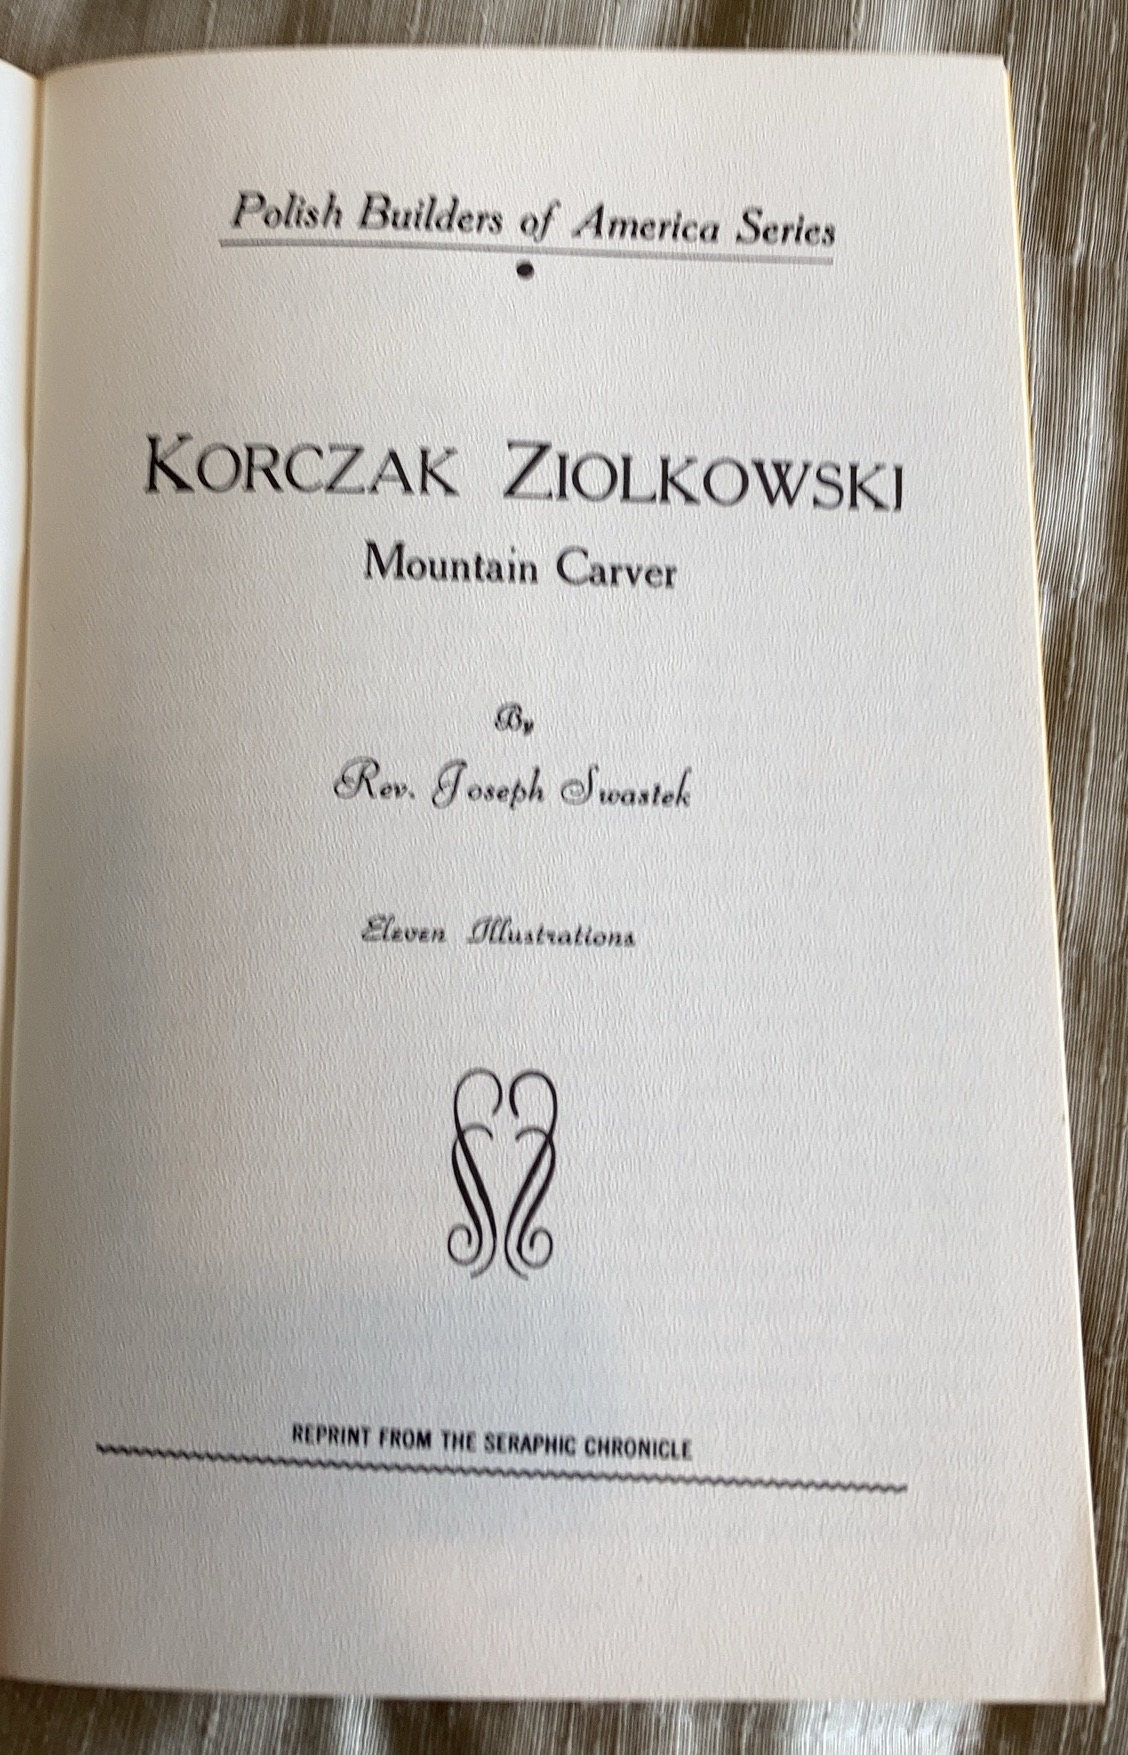 Polish Builders of America Series
KORCZAK ZIOLKOWSKI
Mountain Carver
By
Rev. Joseph Swastek
Eleven Illustrations
REPRINT FROM THE SERAPHIC CHRONICLE